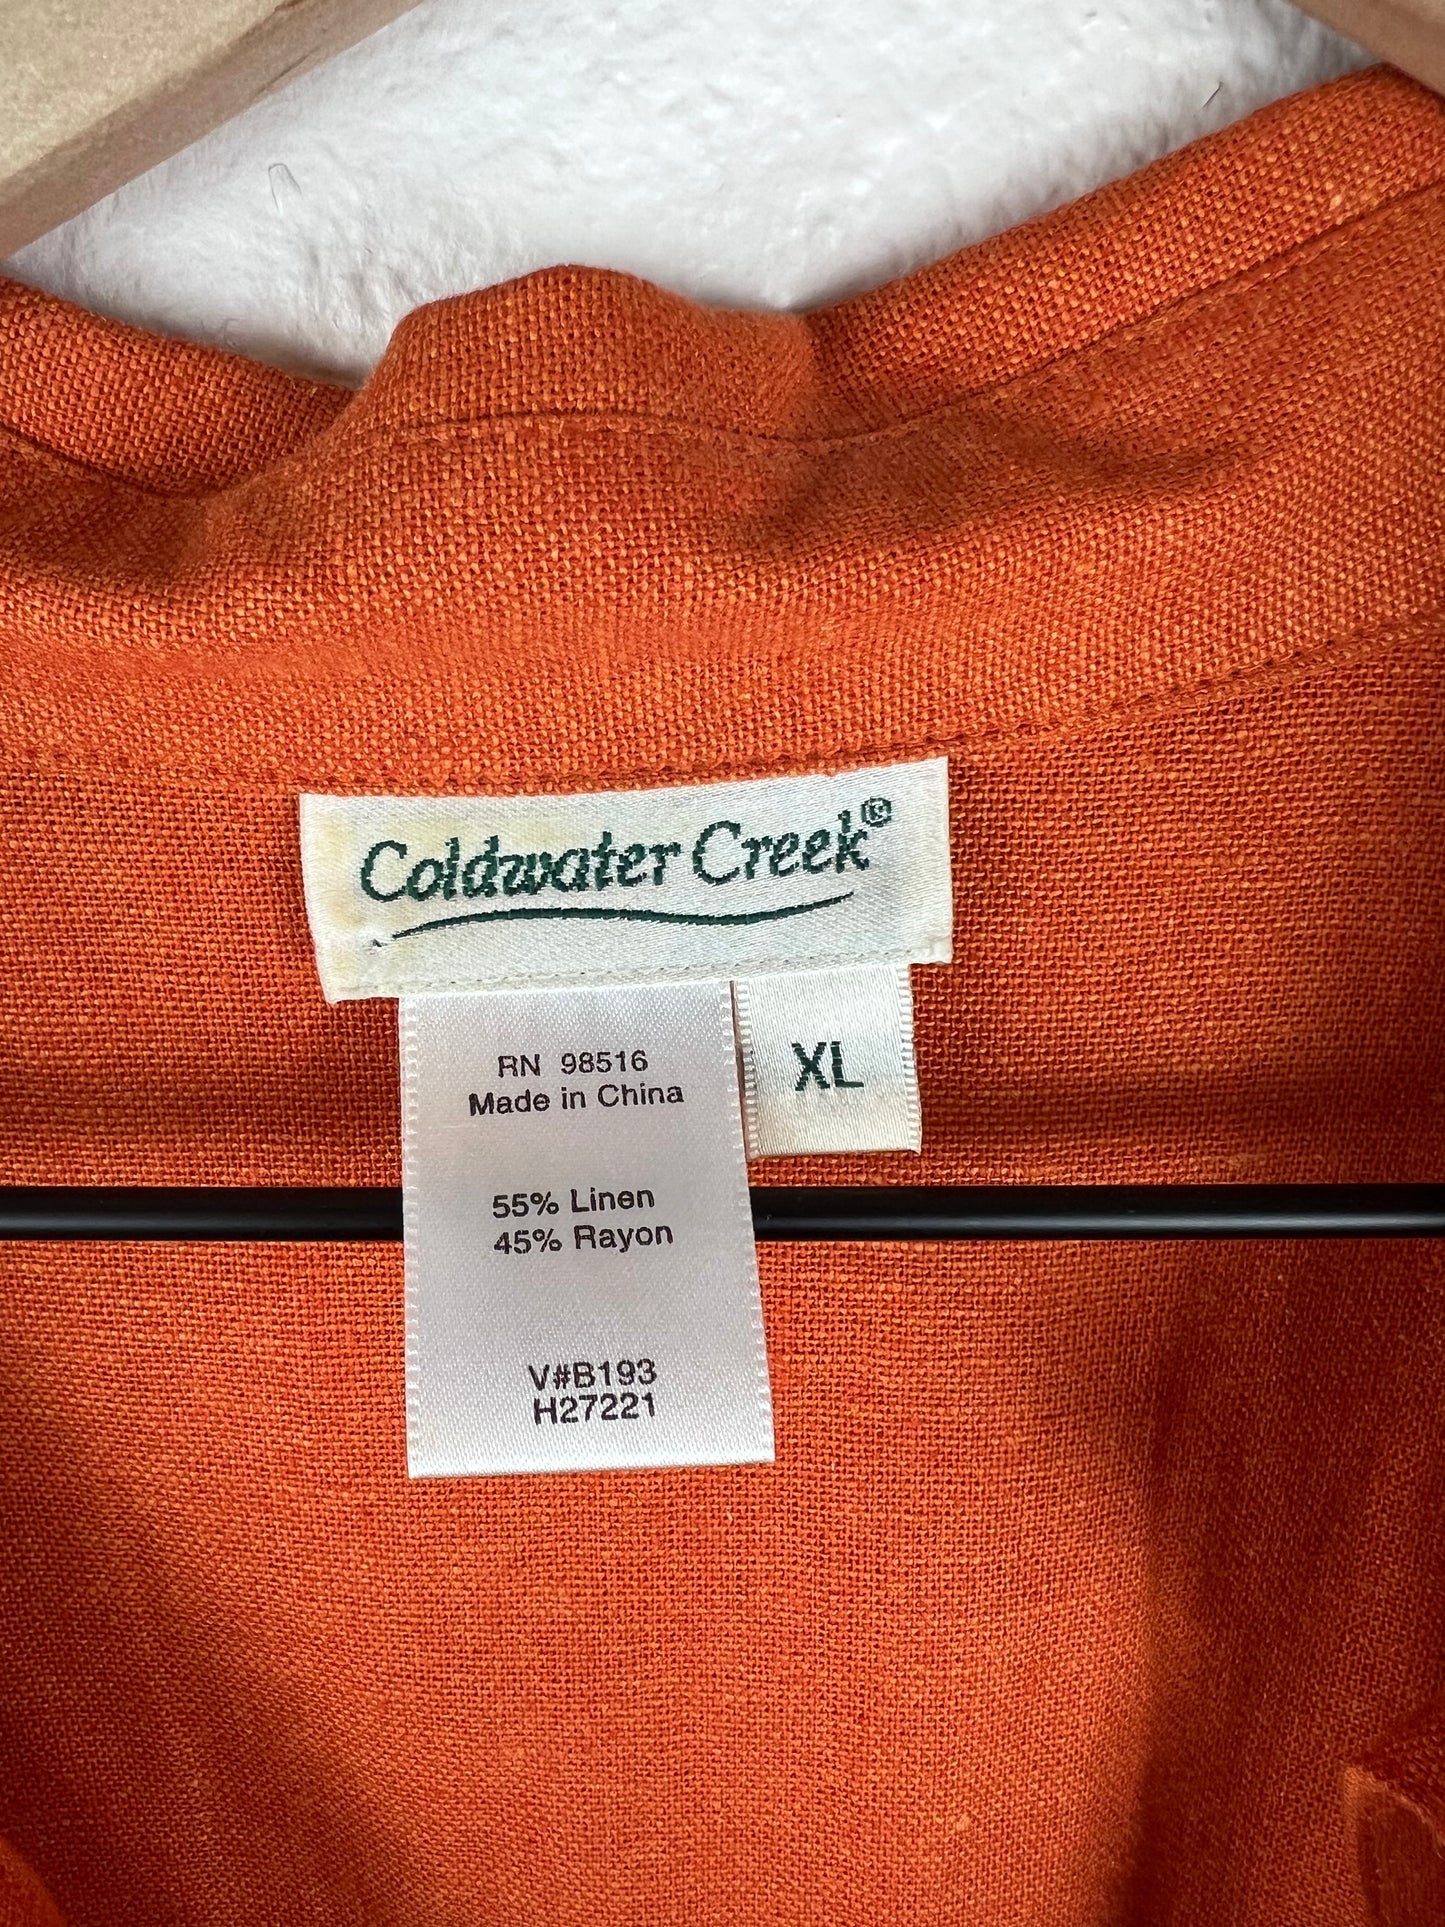 Coldwater Creek®
XL
RN 98516
Made in China
55% Linen
45% Rayon
V#B193
H27221